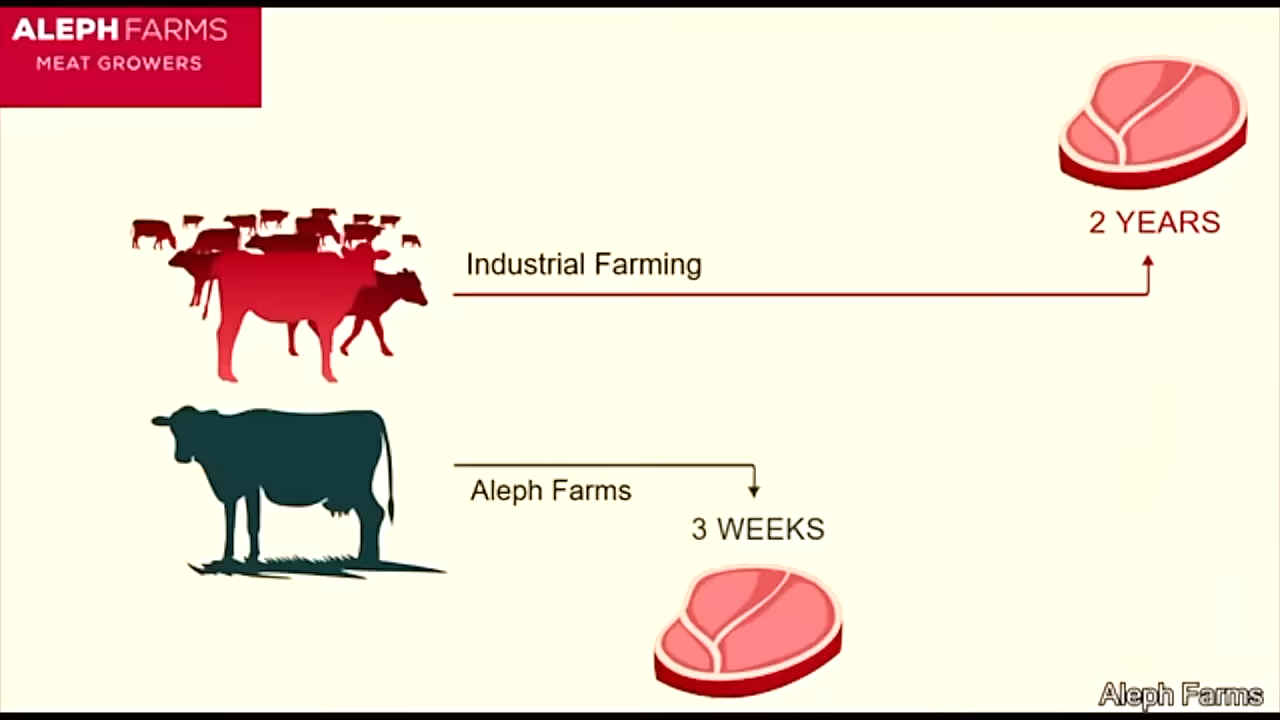 ALEPH FARMS
MEAT GROWERS
2 YEARS
Industrial Farming
Aleph Farms
3 WEEKS
Aleph Farms